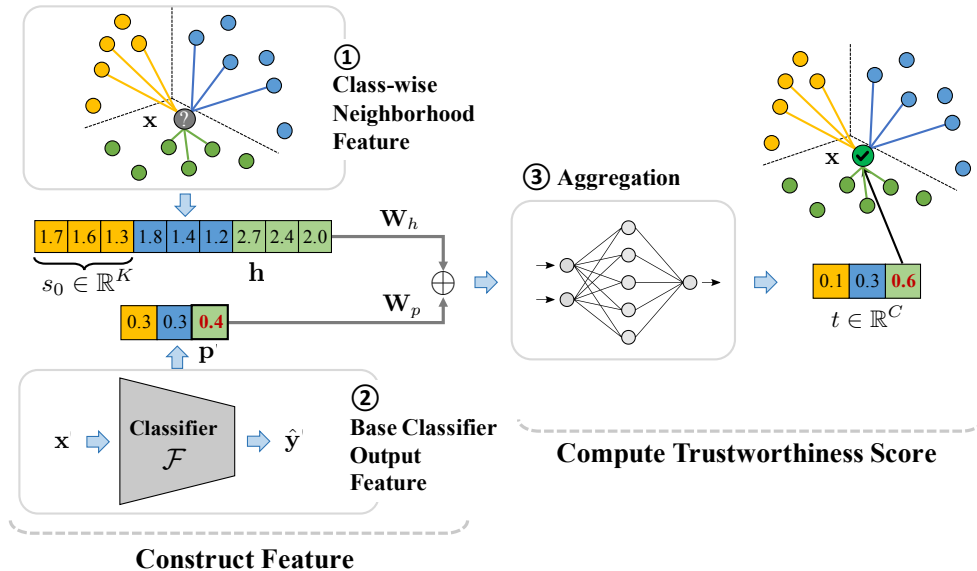 ①
Class-wise
Neighborhood
Feature
?
x
1.7 1.6 1.3 1.8 1.4 1.2 2.7 2.4 2.0
s₀ ∈ ℝᴷ
h
W_h
0.3 0.3 0.4
p'
W_p
⊕
x'
Classifier
ℱ
ŷ'
②
Base Classifier
Output
Feature
Construct Feature
③ Aggregation
x
0.1 0.3 0.6
t ∈ ℝ^C
Compute Trustworthiness Score